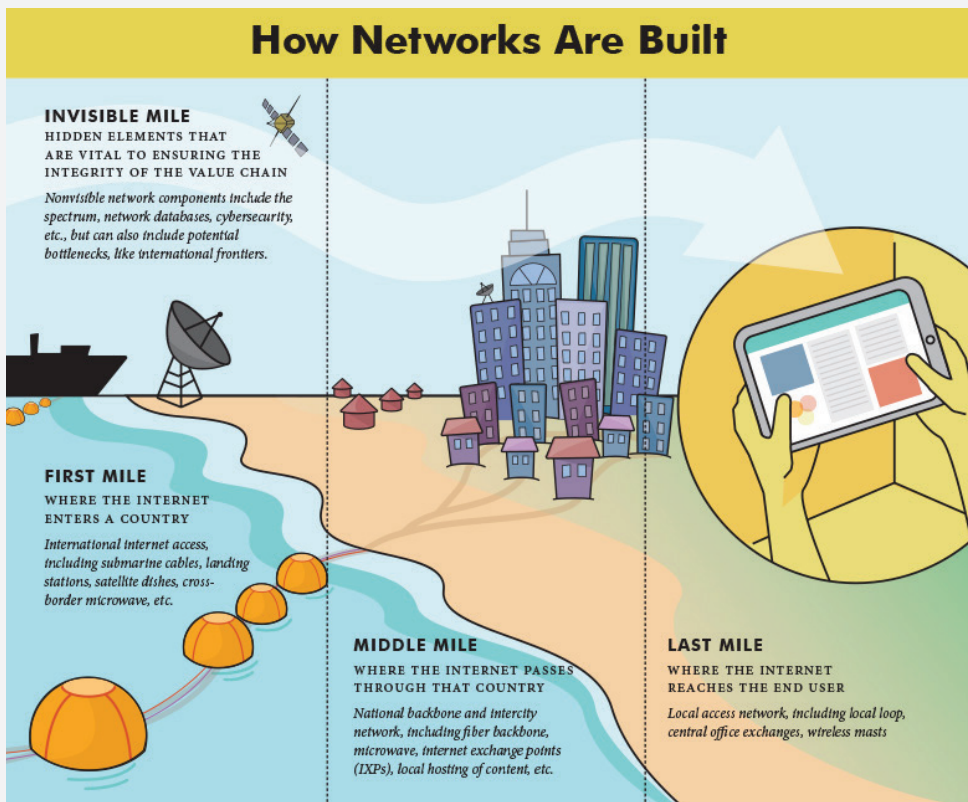 How Networks Are Built
INVISIBLE MILE
HIDDEN ELEMENTS THAT
ARE VITAL TO ENSURING THE
INTEGRITY OF THE VALUE CHAIN
Nonvisible network components include the
spectrum, network databases, cybersecurity,
etc., but can also include potential
bottlenecks, like international frontiers.
FIRST MILE
WHERE THE INTERNET
ENTERS A COUNTRY
International internet access,
including submarine cables, landing
stations, satellite dishes, cross-
border microwave, etc.
MIDDLE MILE
WHERE THE INTERNET PASSES
THROUGH THAT COUNTRY
National backbone and intercity
network, including fiber backbone,
microwave, internet exchange points
(IXPs), local hosting of content, etc.
LAST MILE
WHERE THE INTERNET
REACHES THE END USER
Local access network, including local loop,
central office exchanges, wireless masts